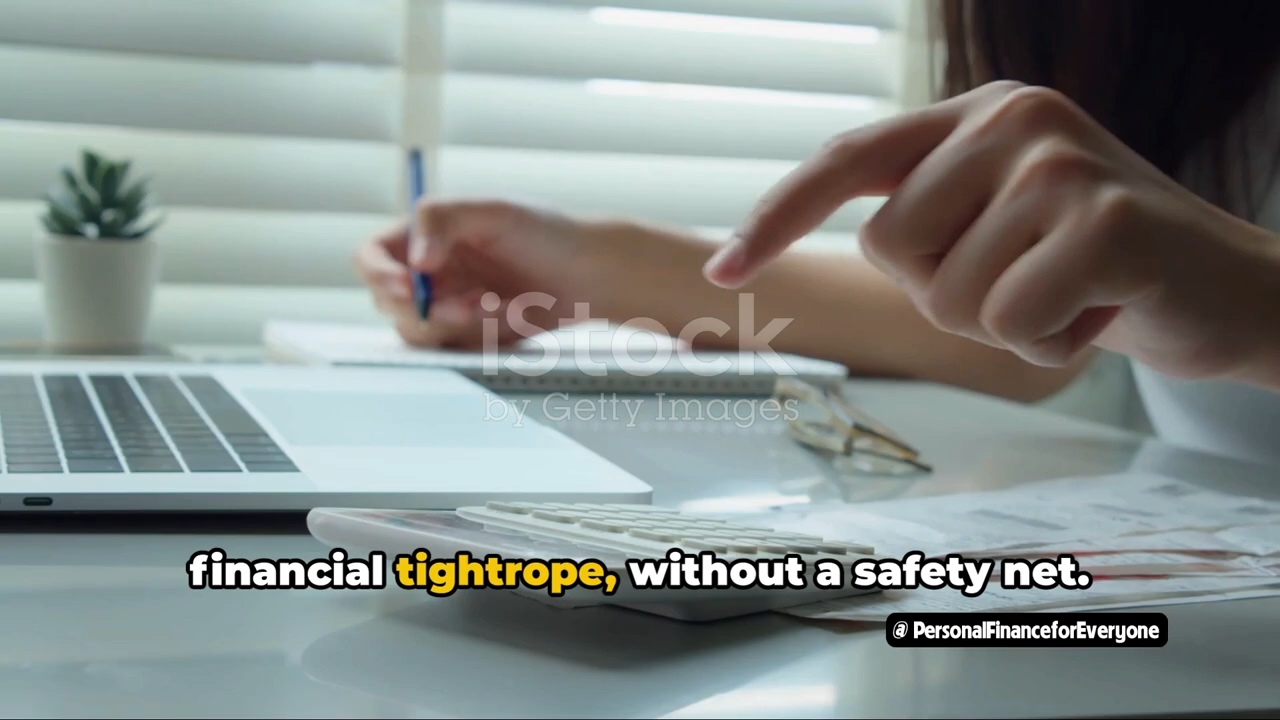 iStock
by Getty Images
financial tightrope, without a safety net.
@ PersonalFinanceforEveryone